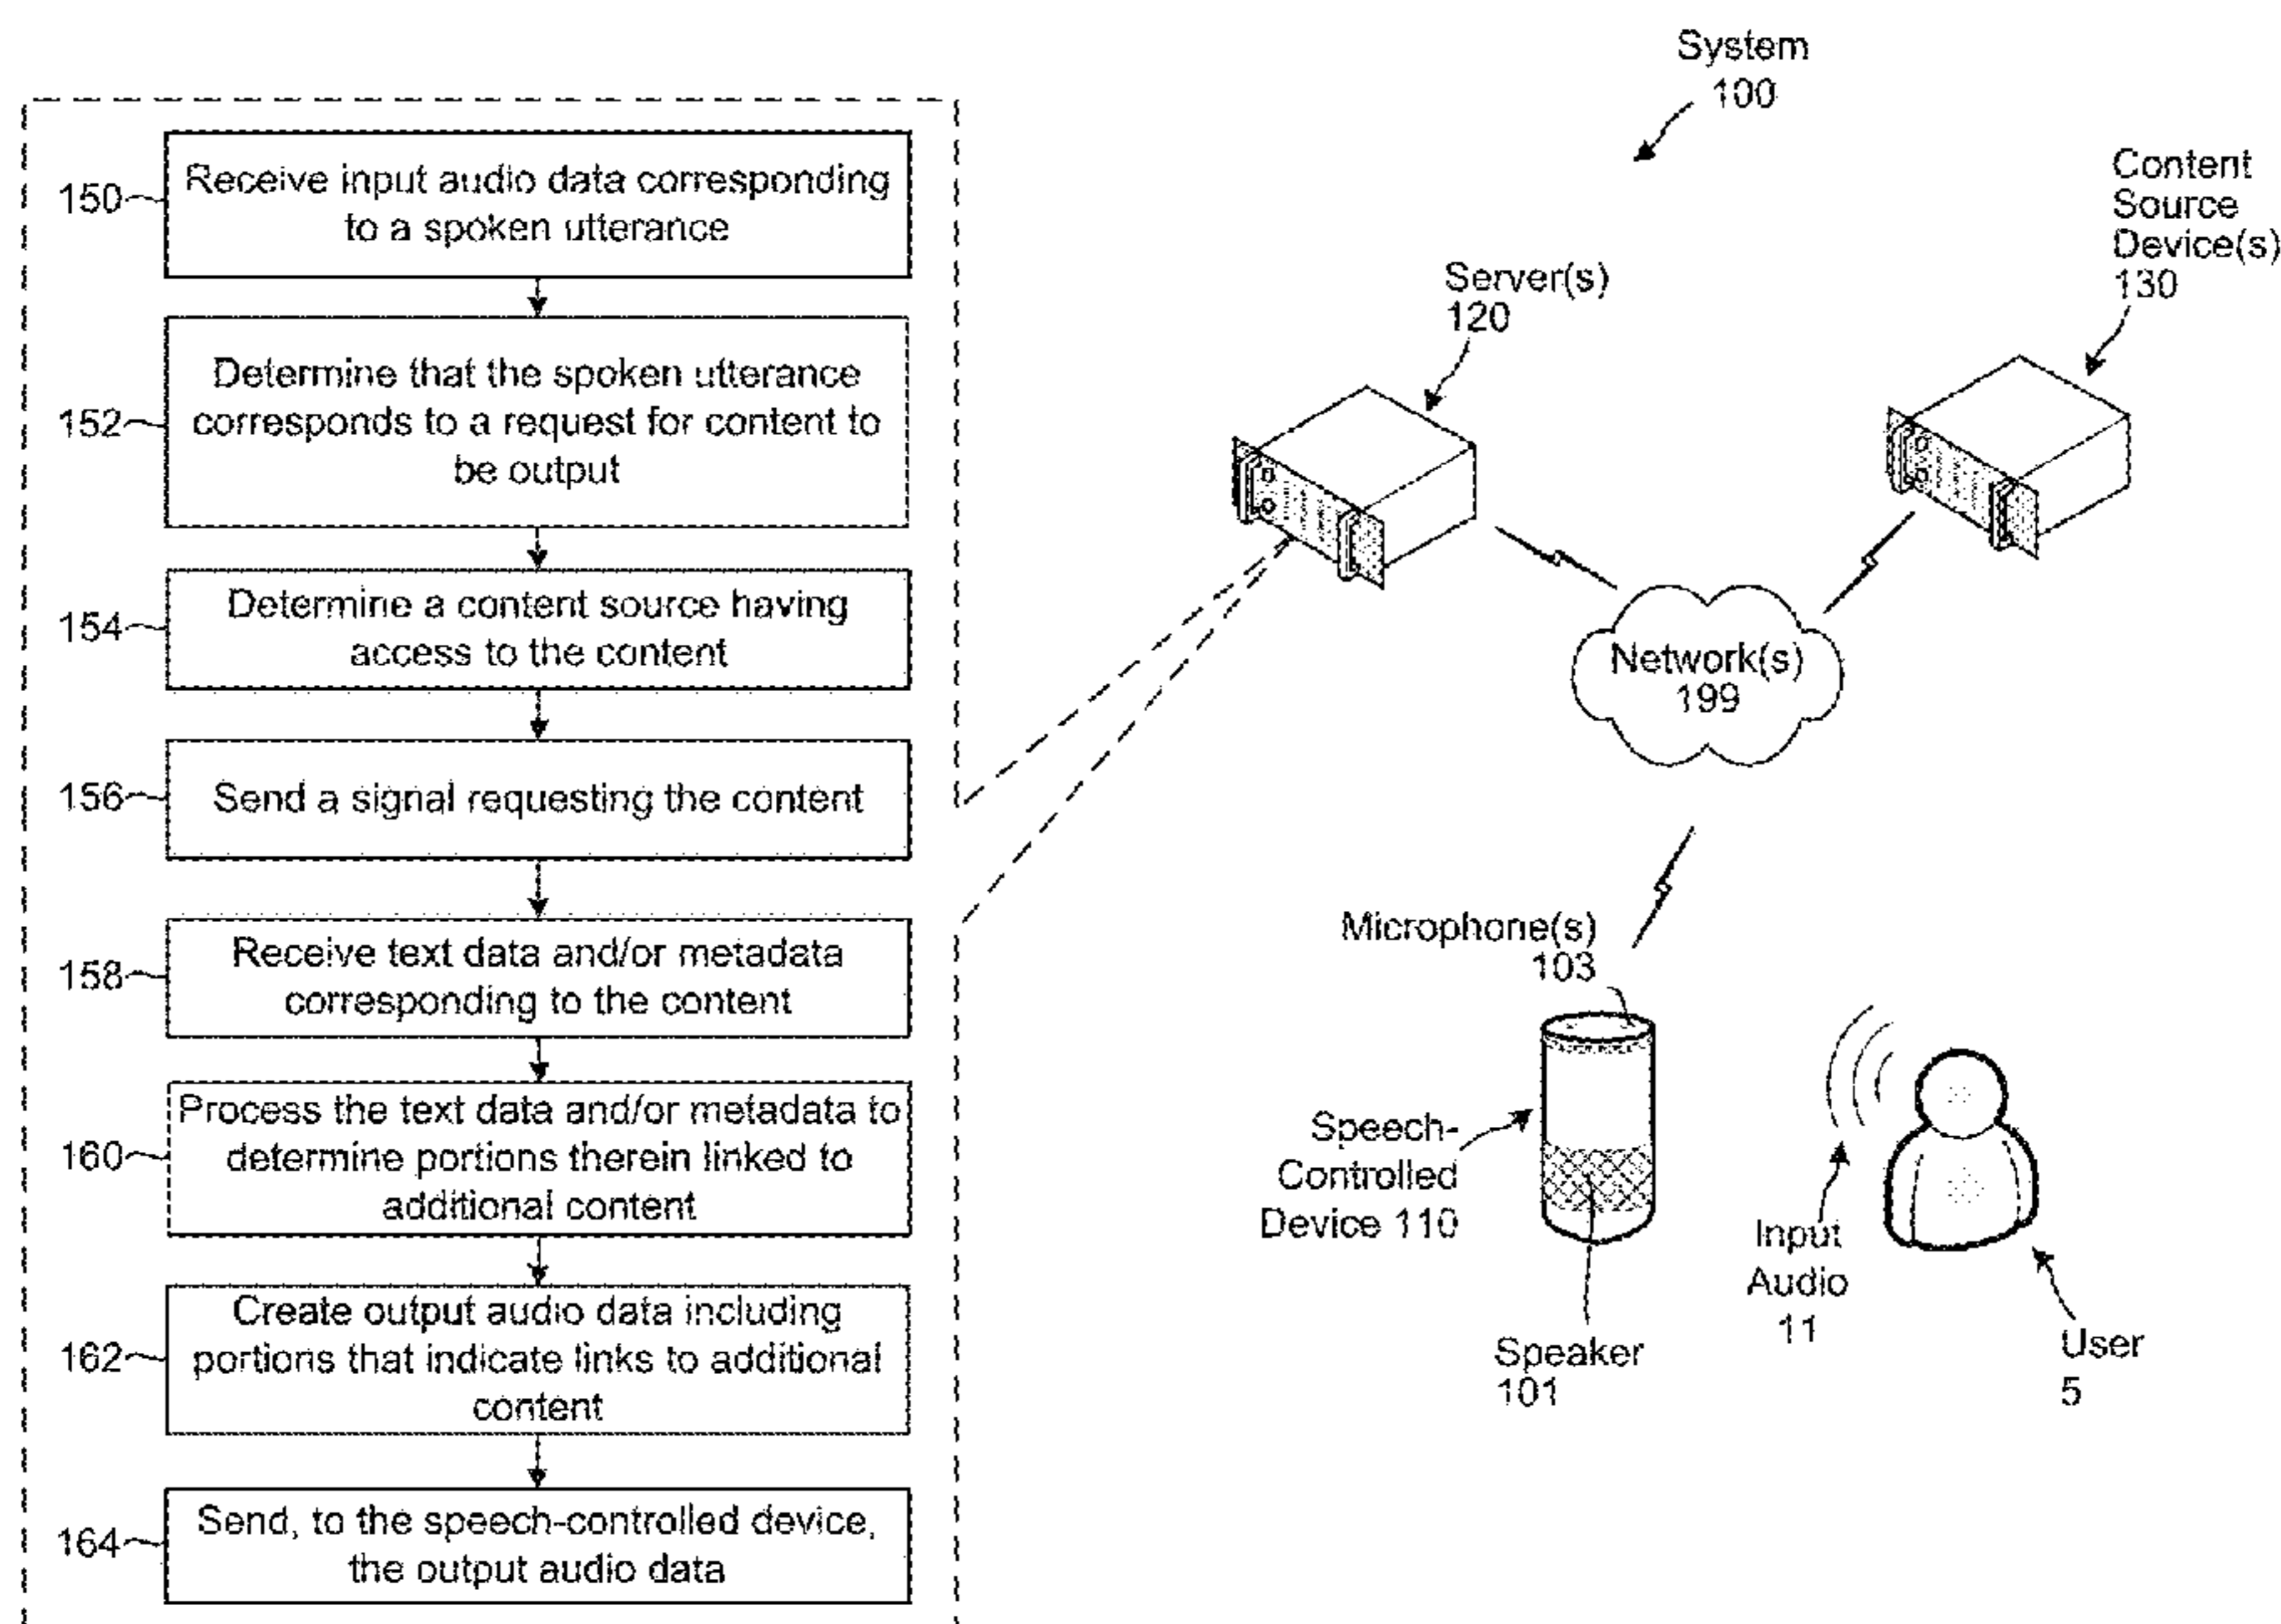 150
Receive input audio data corresponding
to a spoken utterance
152
Determine that the spoken utterance
corresponds to a request for content to
be output
154
Determine a content source having
access to the content
156
Send a signal requesting the content
158
Receive text data and/or metadata
corresponding to the content
160
Process the text data and/or metadata to
determine portions therein linked to
additional content
162
Create output audio data including
portions that indicate links to additional
content
164
Send, to the speech-controlled device,
the output audio data
System
100
Content
Source
Device(s)
130
Server(s)
120
Network(s)
199
Microphone(s)
103
Speech-
Controlled
Device 110
Input
Audio
11
Speaker
101
User
5